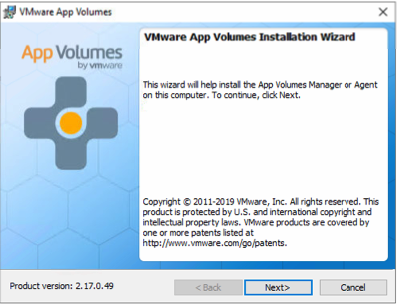 VMware App Volumes
VMware App Volumes Installation Wizard
App Volumes
by vmware
This wizard will help install the App Volumes Manager or Agent
on this computer. To continue, click Next.
Copyright © 2011-2019 VMware, Inc. All rights reserved. This
product is protected by U.S. and international copyright and
intellectual property laws. VMware products are covered by
one or more patents listed at
http://www.vmware.com/go/patents.
Product version: 2.17.0.49
< Back
Next>
Cancel